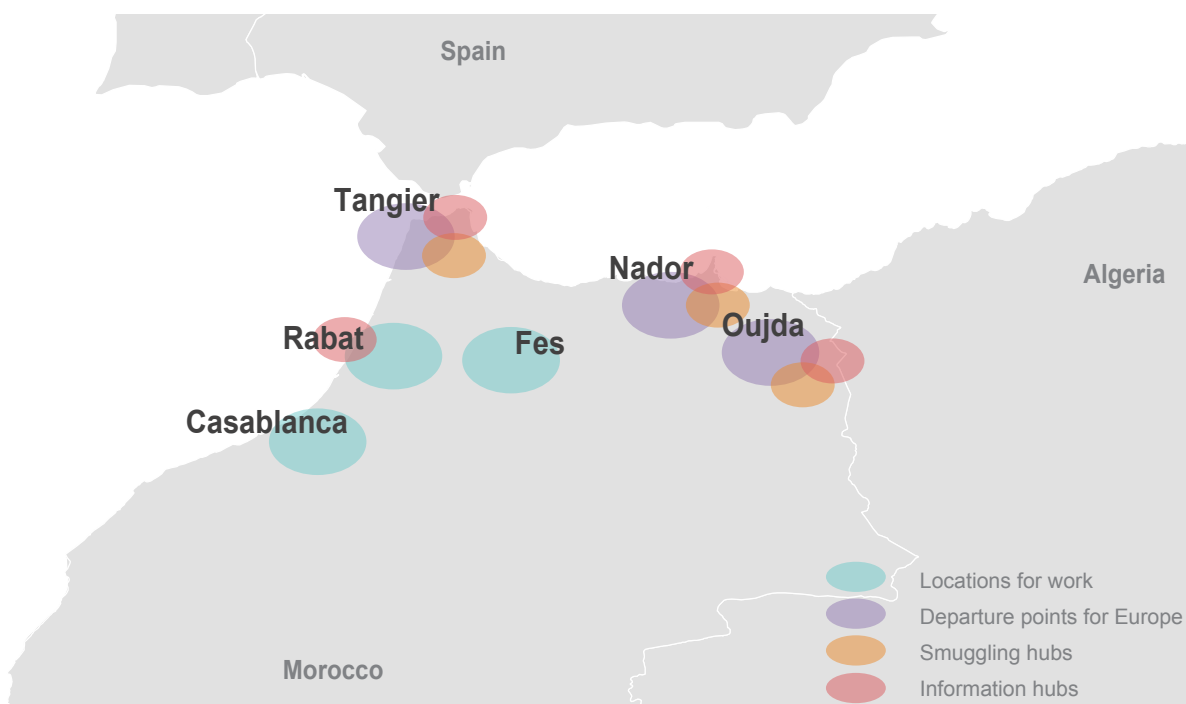 Spain
Tangier
Nador
Algeria
Oujda
Rabat
Fes
Casablanca
Morocco
Locations for work
Departure points for Europe
Smuggling hubs
Information hubs